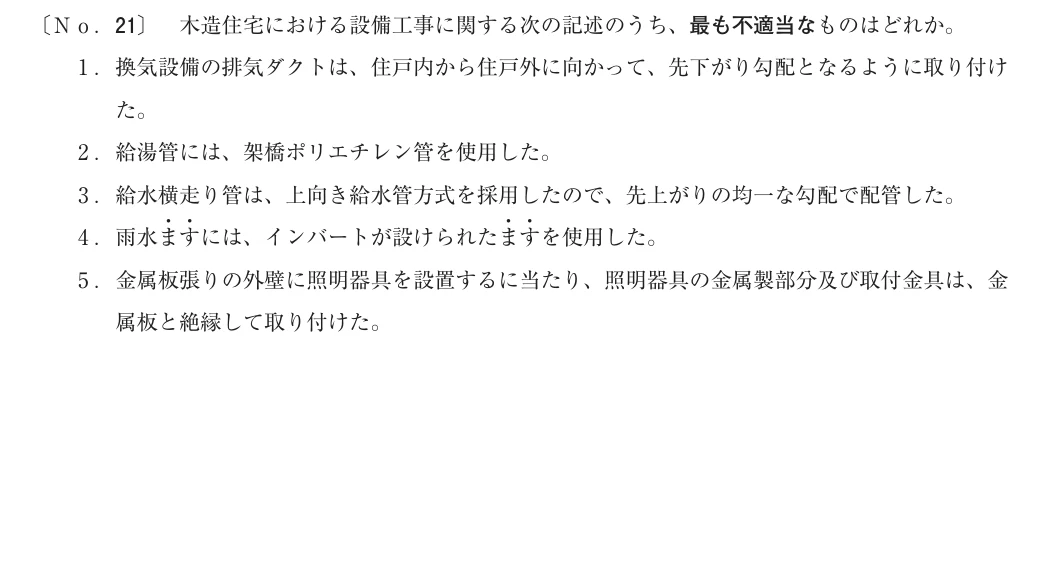 〔Ｎｏ．21〕　木造住宅における設備工事に関する次の記述のうち、最も不適当なものはどれか。
１．換気設備の排気ダクトは、住戸内から住戸外に向かって、先下がり勾配となるように取り付け
た。
２．給湯管には、架橋ポリエチレン管を使用した。
３．給水横走り管は、上向き給水管方式を採用したので、先上がりの均一な勾配で配管した。
４．雨水ますには、インバートが設けられたますを使用した。
５．金属板張りの外壁に照明器具を設置するに当たり、照明器具の金属製部分及び取付金具は、金
属板と絶縁して取り付けた。